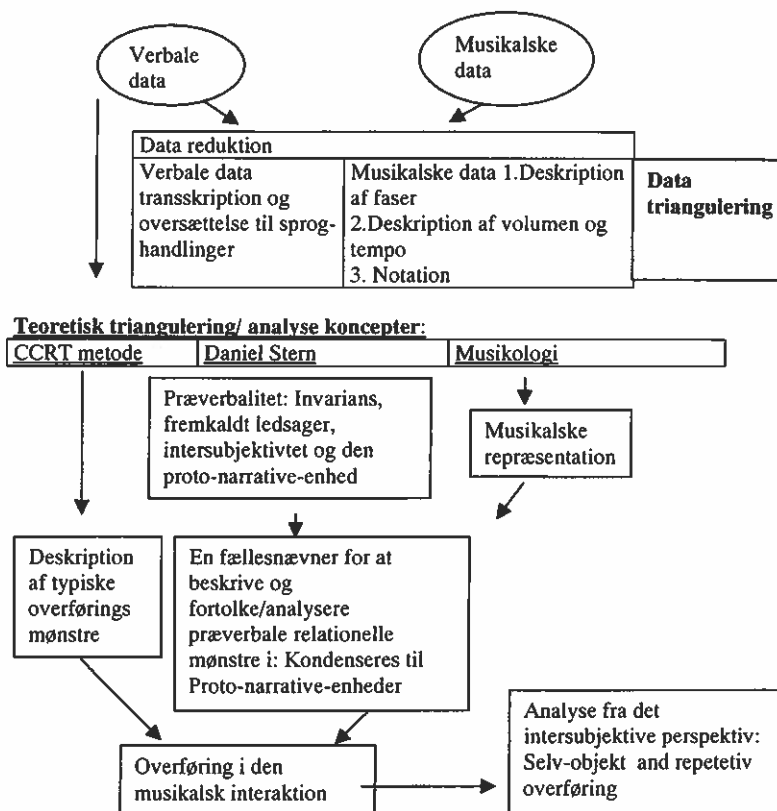 Verbale
data
Musikalske
data
Data reduktion
Verbale data
transskription og
oversættelse til sprog-
handlinger
Musikalske data 1.Deskription
af faser
2.Deskription af volumen og
tempo
3. Notation
Data
triangulering
Teoretisk triangulering/ analyse koncepter:
CCRT metode
Daniel Stern
Musikologi
Præverbalitet: Invarians,
fremkaldt ledsager,
intersubjektivtet og den
proto-narrative-enhed
Musikalske
repræsentation
Deskription
af typiske
overførings
mønstre
En fællesnævner for at
beskrive og
fortolke/analysere
præverbale relationelle
mønstre i: Kondenseres til
Proto-narrative-enheder
Overføring i den
musikalsk interaktion
Analyse fra det
intersubjektive perspektiv:
Selv-objekt and repetetiv
overføring